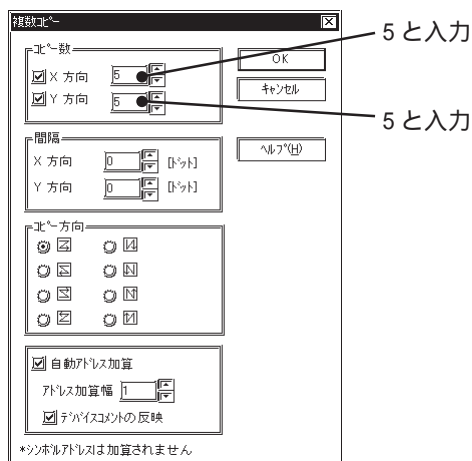 複数ｺﾋﾟｰ
ｺﾋﾟｰ数
X 方向 5
Y 方向 5
OK
ｷｬﾝｾﾙ
ﾍﾙﾌﾟ(H)
5 と入力
5 と入力
間隔
X 方向 0 [ﾄﾞｯﾄ]
Y 方向 0 [ﾄﾞｯﾄ]
ｺﾋﾟｰ方向
自動ｱﾄﾞﾚｽ加算
ｱﾄﾞﾚｽ加算幅 1
ﾃﾞﾊﾞｲｽｺﾒﾝﾄの反映
*ｼﾝﾎﾞﾙｱﾄﾞﾚｽは加算されません